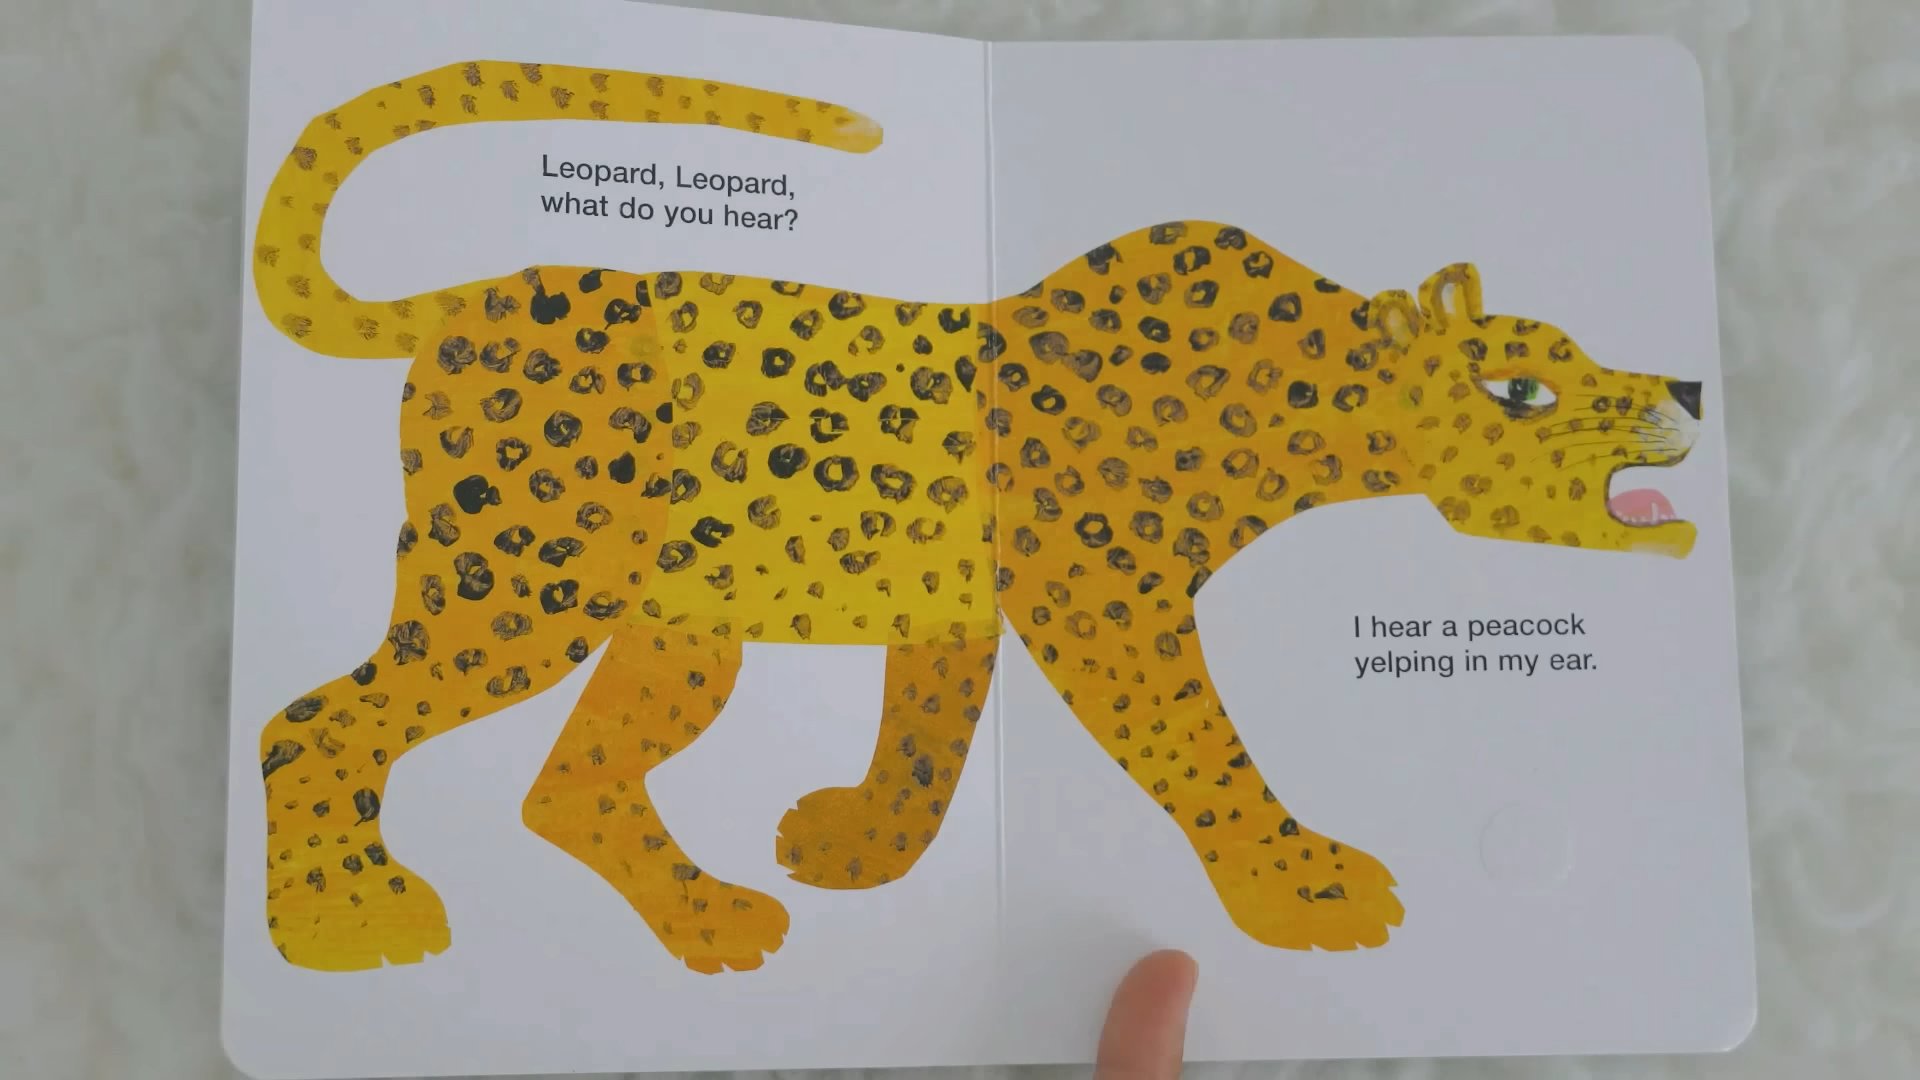 Leopard, Leopard,
what do you hear?
I hear a peacock
yelping in my ear.